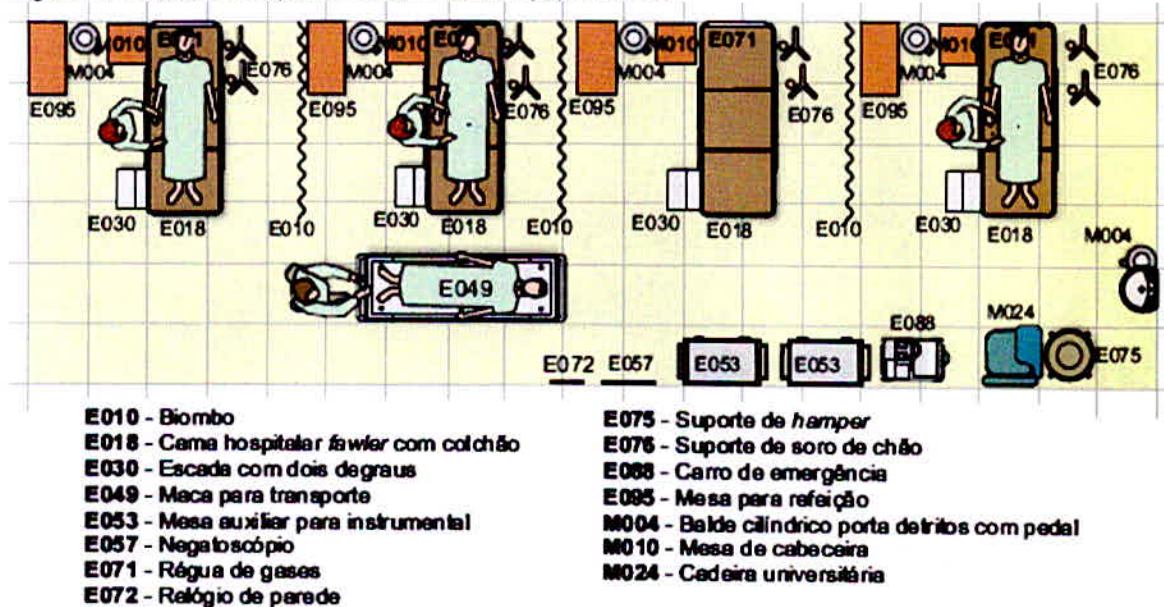 M010 E071 M010 E071 M010 E071 M010 E071
M004 E076 M004 E076 M004 E076 M004 E076
E095 E095 E095 E095
E030 E018 E010 E030 E018 E010 E030 E018 E010 E030 E018 M004
E049
E072 E057 E053 E053 E088 M024 E075
E010 - Biombo
E018 - Cama hospitalar fawler com colchão
E030 - Escada com dois degraus
E049 - Maca para transporte
E053 - Mesa auxiliar para instrumental
E057 - Negatoscópio
E071 - Régua de gases
E072 - Relógio de parede
E075 - Suporte de hamper
E076 - Suporte de soro de chão
E088 - Carro de emergência
E095 - Mesa para refeição
M004 - Balde cilíndrico porta detritos com pedal
M010 - Mesa de cabeceira
M024 - Cadeira universitária